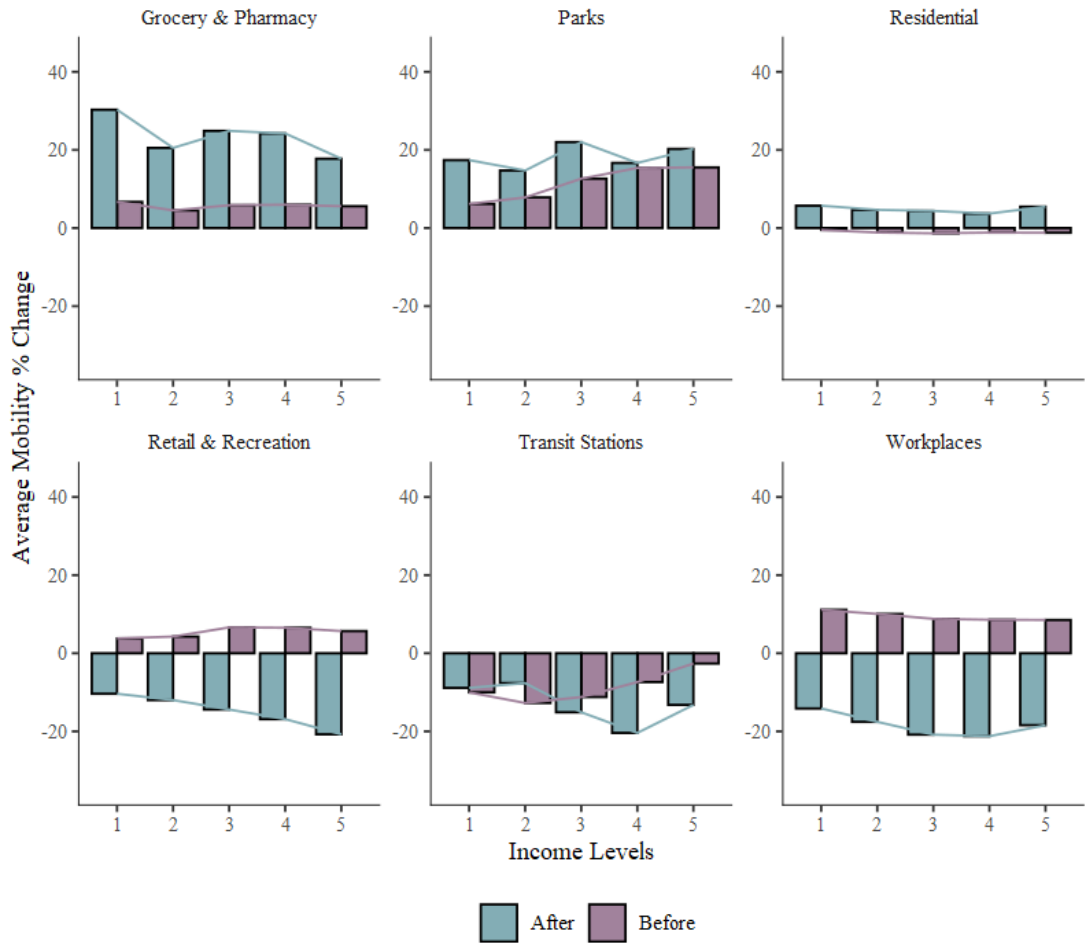 Grocery & Pharmacy Parks Residential
40 40 40
20 20 20
0 0 0
-20 -20 -20
1 2 3 4 5 1 2 3 4 5 1 2 3 4 5
Average Mobility % Change
Retail & Recreation Transit Stations Workplaces
40 40 40
20 20 20
0 0 0
-20 -20 -20
1 2 3 4 5 1 2 3 4 5 1 2 3 4 5
Income Levels
After Before